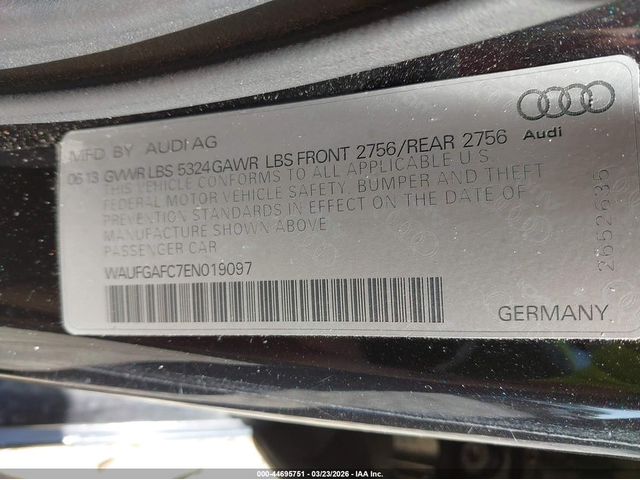 MFD BY AUDI AG
06.13 GVWR LBS 5324 GAWR LBS FRONT 2756/REAR 2756
THIS VEHICLE CONFORMS TO ALL APPLICABLE U.S.
FEDERAL MOTOR VEHICLE SAFETY, BUMPER AND THEFT
PREVENTION STANDARDS IN EFFECT ON THE DATE OF
MANUFACTURE SHOWN ABOVE
PASSENGER CAR
WAUFGAFC7EN019097
Audi
2652635
GERMANY
000-44695751 - 03/23/2026 - IAA Inc.